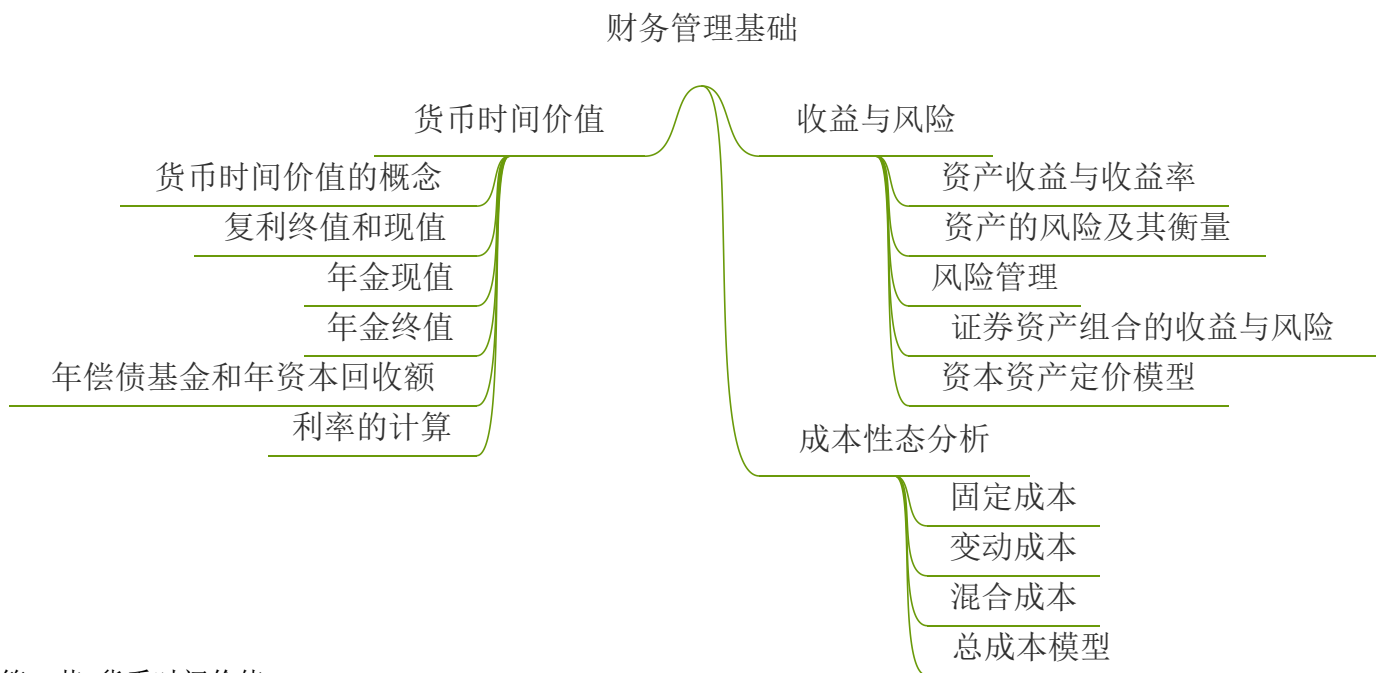 财务管理基础
货币时间价值
货币时间价值的概念
复利终值和现值
年金现值
年金终值
年偿债基金和年资本回收额
利率的计算
收益与风险
资产收益与收益率
资产的风险及其衡量
风险管理
证券资产组合的收益与风险
资本资产定价模型
成本性态分析
固定成本
变动成本
混合成本
总成本模型